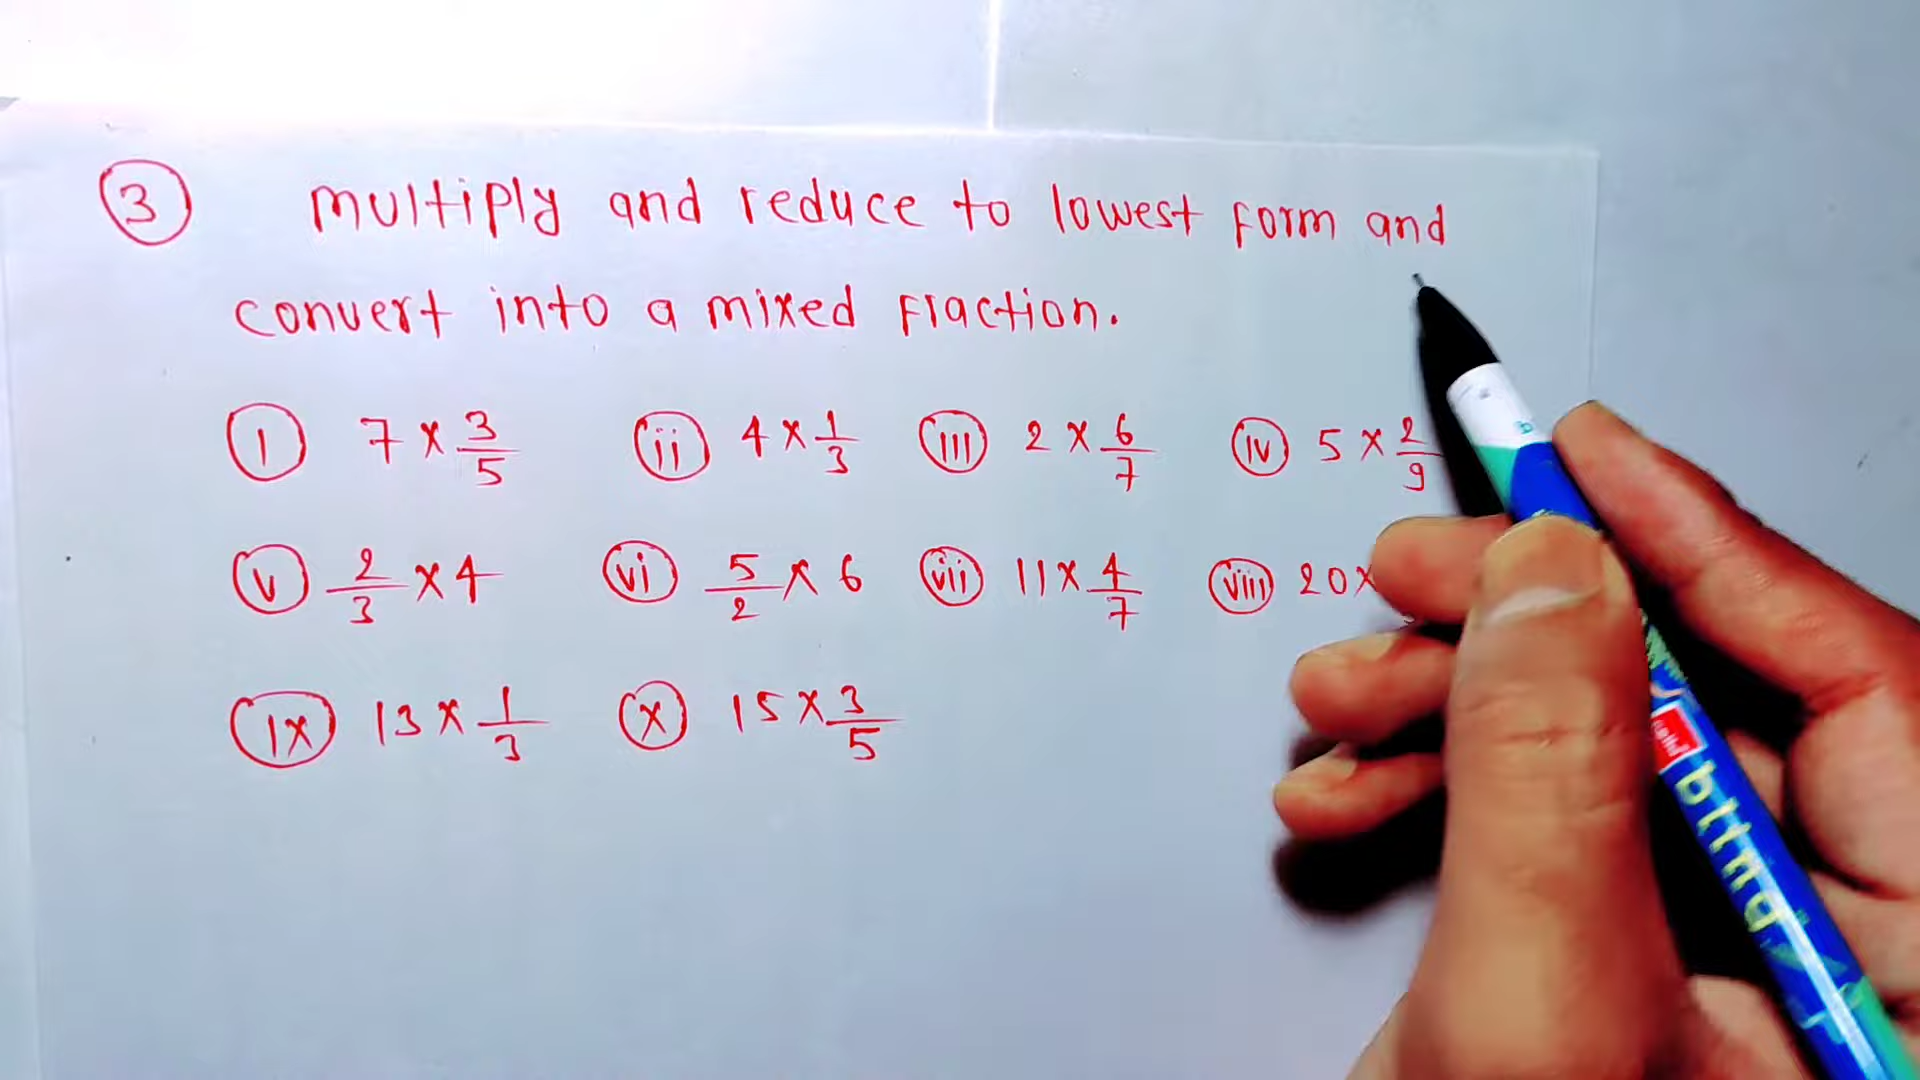 3 Multiply and reduce to lowest form and
convert into a mixed fraction.
i 7 × 3/5 ii 4 × 1/3 iii 2 × 6/7 iv 5 × 2/9
v 2/3 × 4 vi 5/2 × 6 vii 11 × 4/7 viii 20 ×
ix 13 × 1/3 x 15 × 3/5